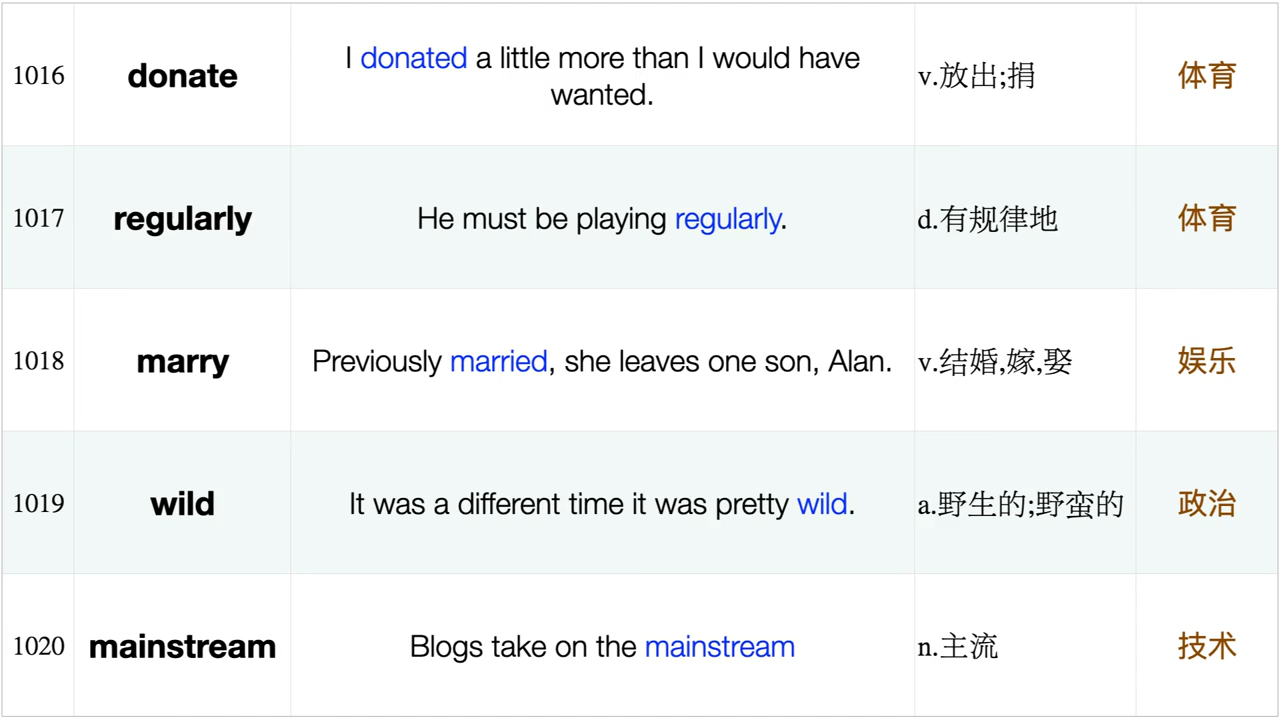 1016 donate I donated a little more than I would have wanted. v.放出;捐 体育
1017 regularly He must be playing regularly. d.有规律地 体育
1018 marry Previously married, she leaves one son, Alan. v.结婚,嫁,娶 娱乐
1019 wild It was a different time it was pretty wild. a.野生的;野蛮的 政治
1020 mainstream Blogs take on the mainstream n.主流 技术